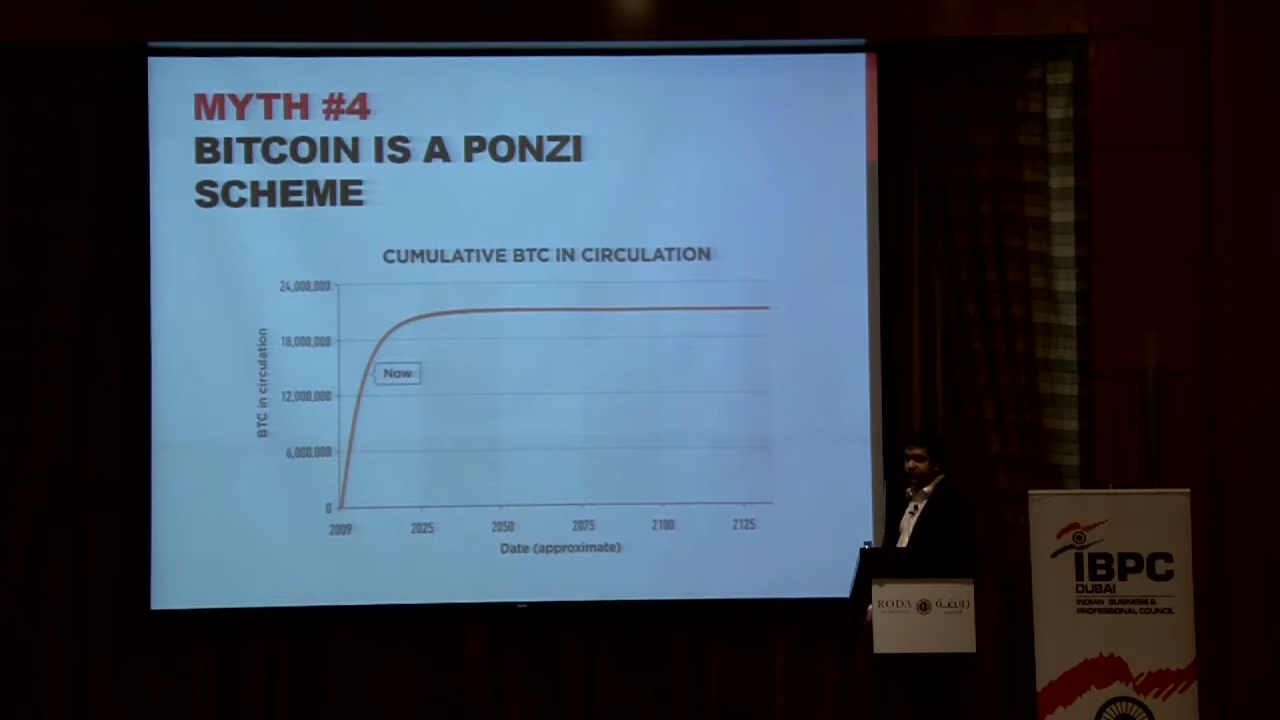 MYTH #4
BITCOIN IS A PONZI
SCHEME
CUMULATIVE BTC IN CIRCULATION
24,000,000
18,000,000
12,000,000
6,000,000
0
BTC in circulation
Now
2009
2025
2050
2075
2100
2125
Date (approximate)
RODA روضة
IBPC
DUBAI
INDIAN BUSINESS &
PROFESSIONAL COUNCIL